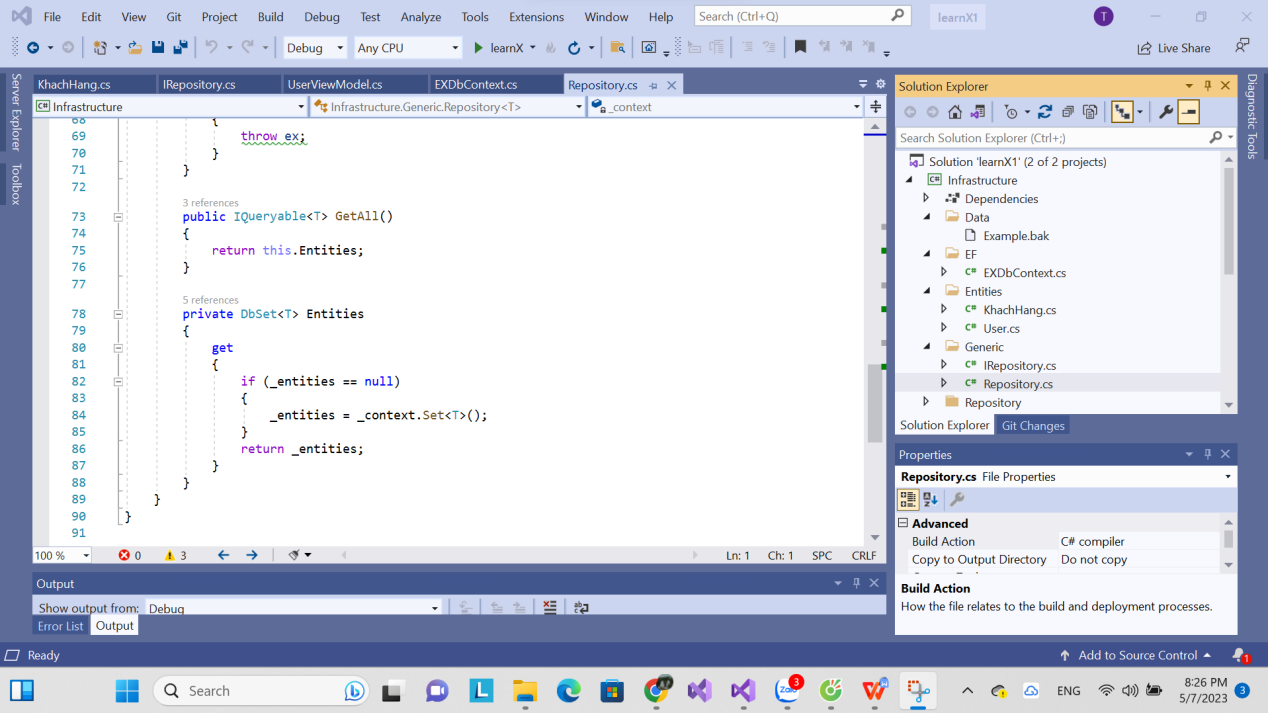 File Edit View Git Project Build Debug Test Analyze Tools Extensions Window Help Search (Ctrl+Q) learnX1 T
Debug Any CPU learnX Live Share
Server Explorer
Toolbox
KhachHang.cs IRepository.cs UserViewModel.cs EXDbContext.cs Repository.cs
C# Infrastructure Infrastructure.Generic.Repository<T> _context
68 {
69 throw ex;
70 }
71 }
72
3 references
73 public IQueryable<T> GetAll()
74 {
75 return this.Entities;
76 }
77
5 references
78 private DbSet<T> Entities
79 {
80 get
81 {
82 if (_entities == null)
83 {
84 _entities = _context.Set<T>();
85 }
86 return _entities;
87 }
88 }
89 }
90 }
91
100 % 0 3 Ln: 1 Ch: 1 SPC CRLF
Output
Show output from: Debug
Error List Output
Solution Explorer
Search Solution Explorer (Ctrl+;)
Solution 'learnX1' (2 of 2 projects)
C# Infrastructure
Dependencies
Data
Example.bak
EF
C# EXDbContext.cs
Entities
C# KhachHang.cs
C# User.cs
Generic
C# IRepository.cs
C# Repository.cs
Repository
Solution Explorer Git Changes
Properties
Repository.cs File Properties
Advanced
Build Action C# compiler
Copy to Output Directory Do not copy
Build Action
How the file relates to the build and deployment processes.
Diagnostic Tools
Ready Add to Source Control 1
Search L Zalo 3 W ENG 8:26 PM
5/7/2023 3